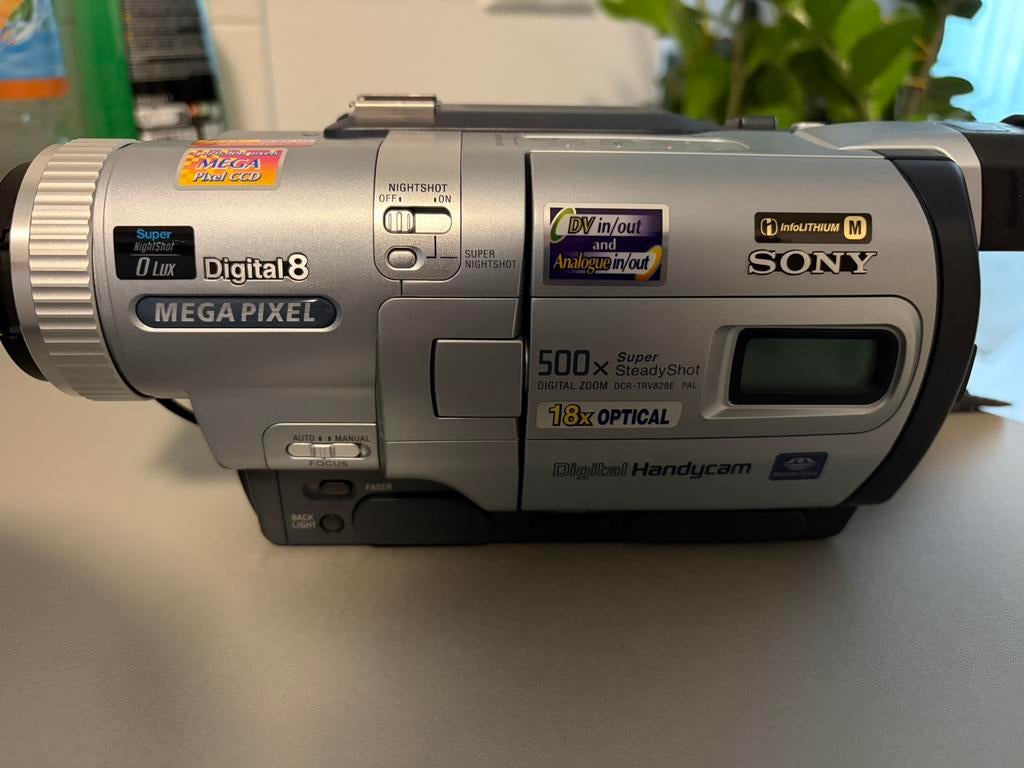 MEGA
Pixel CCD
NIGHTSHOT
OFF ON
SUPER
NIGHTSHOT
Super
NightShot
0 LUX
Digital8
MEGA PIXEL
DV in/out
and
Analogue in/out
InfoLITHIUM M
SONY
500x Super
SteadyShot
DIGITAL ZOOM DCR-TRV828E PAL
18x OPTICAL
Digital Handycam
MEMORY STICK
AUTO MANUAL
FOCUS
FADER
BACK
LIGHT